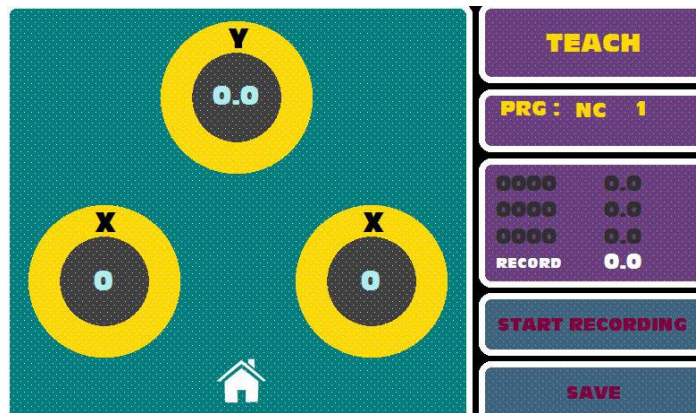 Y
0.0
X
0
X
0
TEACH
PRG : NC 1
0000 0.0
0000 0.0
0000 0.0
RECORD 0.0
START RECORDING
SAVE